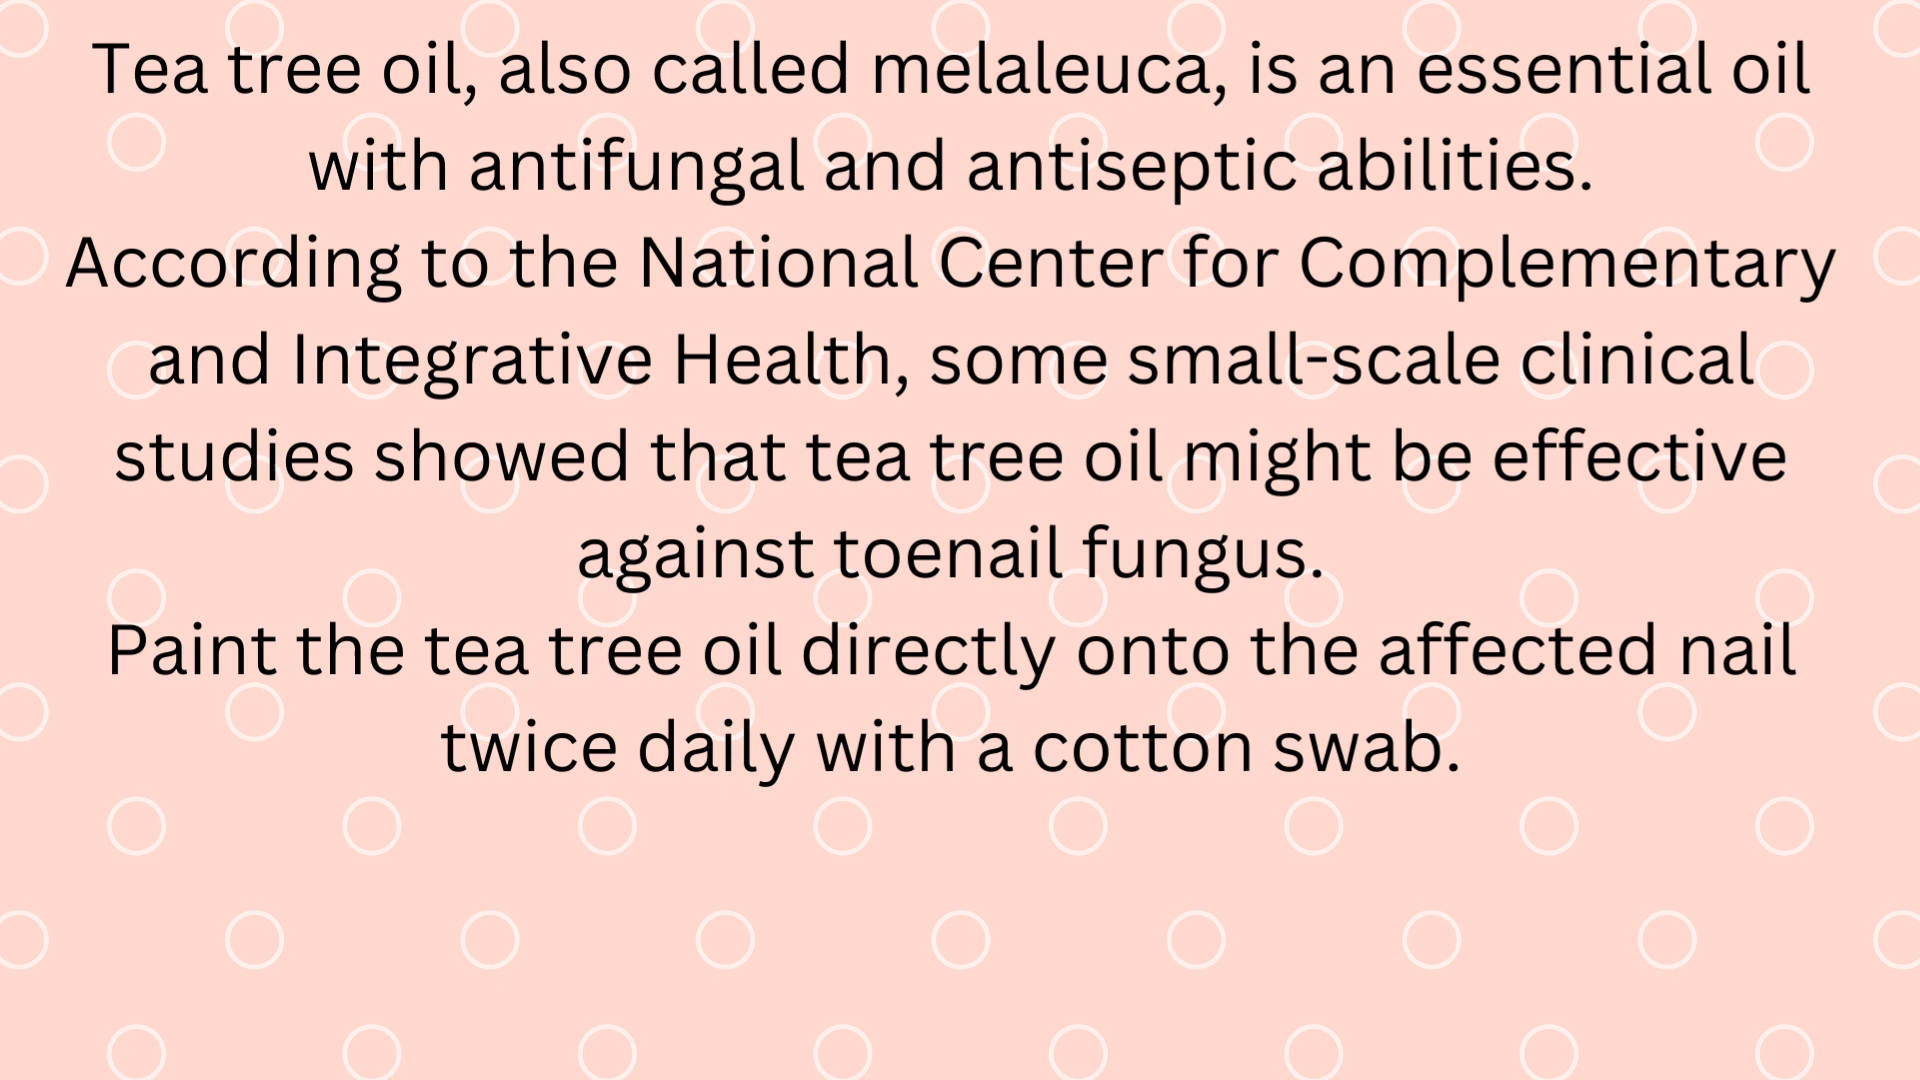 Tea tree oil, also called melaleuca, is an essential oil
with antifungal and antiseptic abilities.
According to the National Center for Complementary
and Integrative Health, some small-scale clinical
studies showed that tea tree oil might be effective
against toenail fungus.
Paint the tea tree oil directly onto the affected nail
twice daily with a cotton swab.